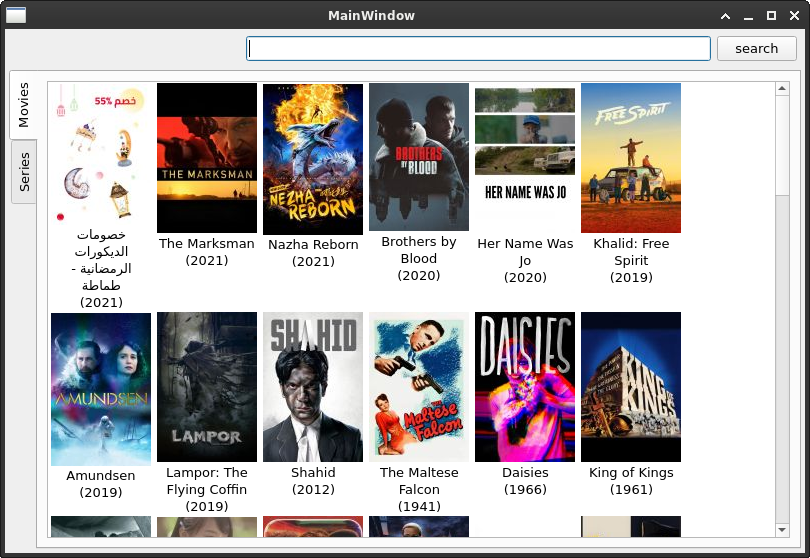 MainWindow
search
Movies
Series
خصم 55%
THE MARKSMAN
NEZHA
REBORN
BROTHERS
BY BLOOD
HER NAME WAS JO
FREE SPIRIT
خصومات
الديكورات
الرمضانية -
طماطة
(2021)
The Marksman
(2021)
Nazha Reborn
(2021)
Brothers by
Blood
(2020)
Her Name Was
Jo
(2020)
Khalid: Free
Spirit
(2019)
AMUNDSEN
LAMPOR
SHAHID
THE
Maltese
Falcon
DAISIES
KING OF
KINGS
Amundsen
(2019)
Lampor: The
Flying Coffin
(2019)
Shahid
(2012)
The Maltese
Falcon
(1941)
Daisies
(1966)
King of Kings
(1961)